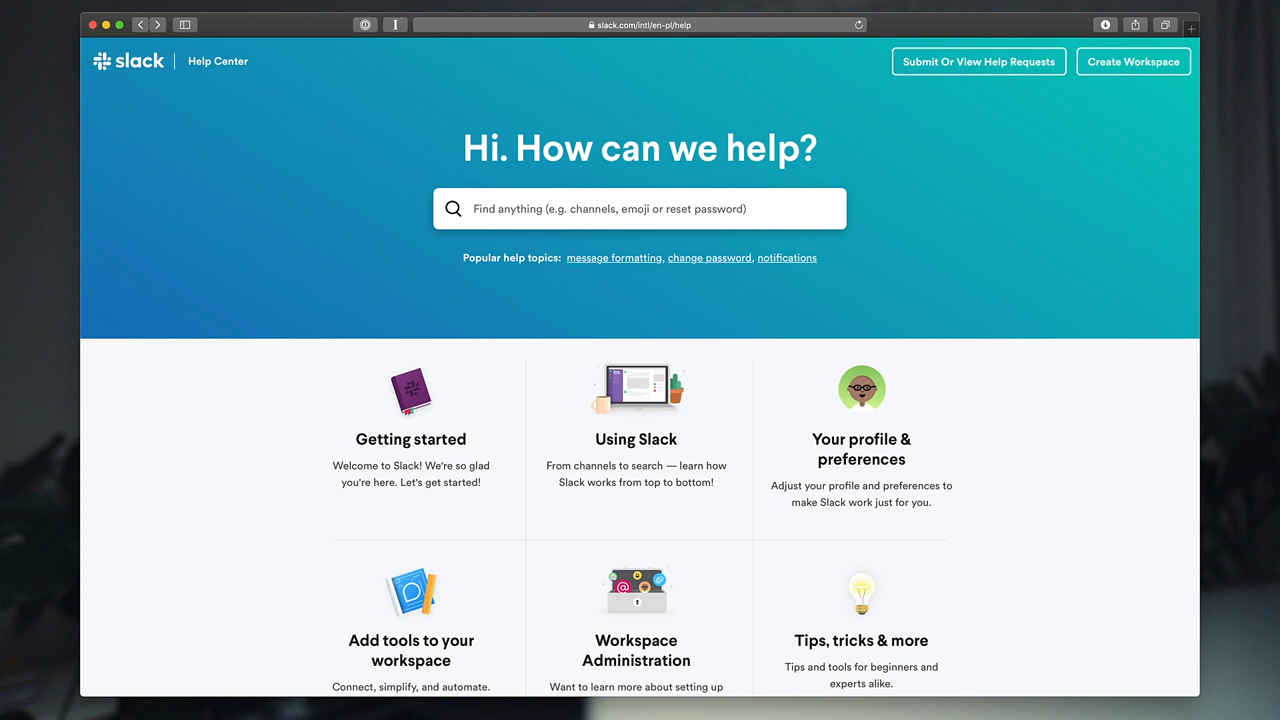 slack.com/intl/en-pl/help
slack
Help Center
Submit Or View Help Requests
Create Workspace
Hi. How can we help?
Find anything (e.g. channels, emoji or reset password)
Popular help topics: message formatting, change password, notifications
Getting started
Welcome to Slack! We're so glad
you're here. Let's get started!
Using Slack
From channels to search — learn how
Slack works from top to bottom!
Your profile &
preferences
Adjust your profile and preferences to
make Slack work just for you.
Add tools to your
workspace
Connect, simplify, and automate.
Workspace
Administration
Want to learn more about setting up
Tips, tricks & more
Tips and tools for beginners and
experts alike.